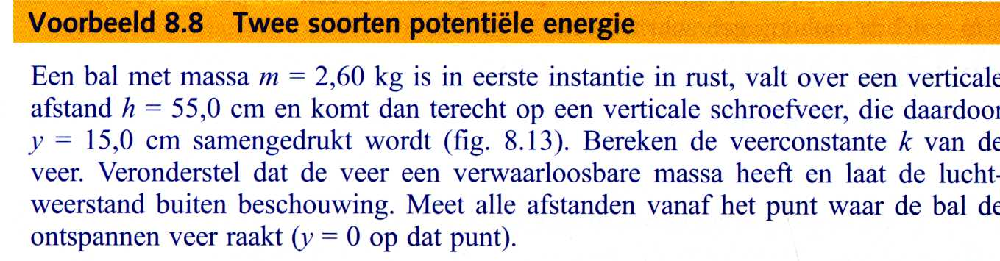 Voorbeeld 8.8 Twee soorten potentiële energie
Een bal met massa m = 2,60 kg is in eerste instantie in rust, valt over een verticale
afstand h = 55,0 cm en komt dan terecht op een verticale schroefveer, die daardoor
y = 15,0 cm samengedrukt wordt (fig. 8.13). Bereken de veerconstante k van de
veer. Veronderstel dat de veer een verwaarloosbare massa heeft en laat de lucht-
weerstand buiten beschouwing. Meet alle afstanden vanaf het punt waar de bal de
ontspannen veer raakt (y = 0 op dat punt).